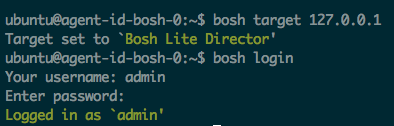 ubuntu@agent-id-bosh-0:~$ bosh target 127.0.0.1
Target set to `Bosh Lite Director'
ubuntu@agent-id-bosh-0:~$ bosh login
Your username: admin
Enter password:
Logged in as `admin'